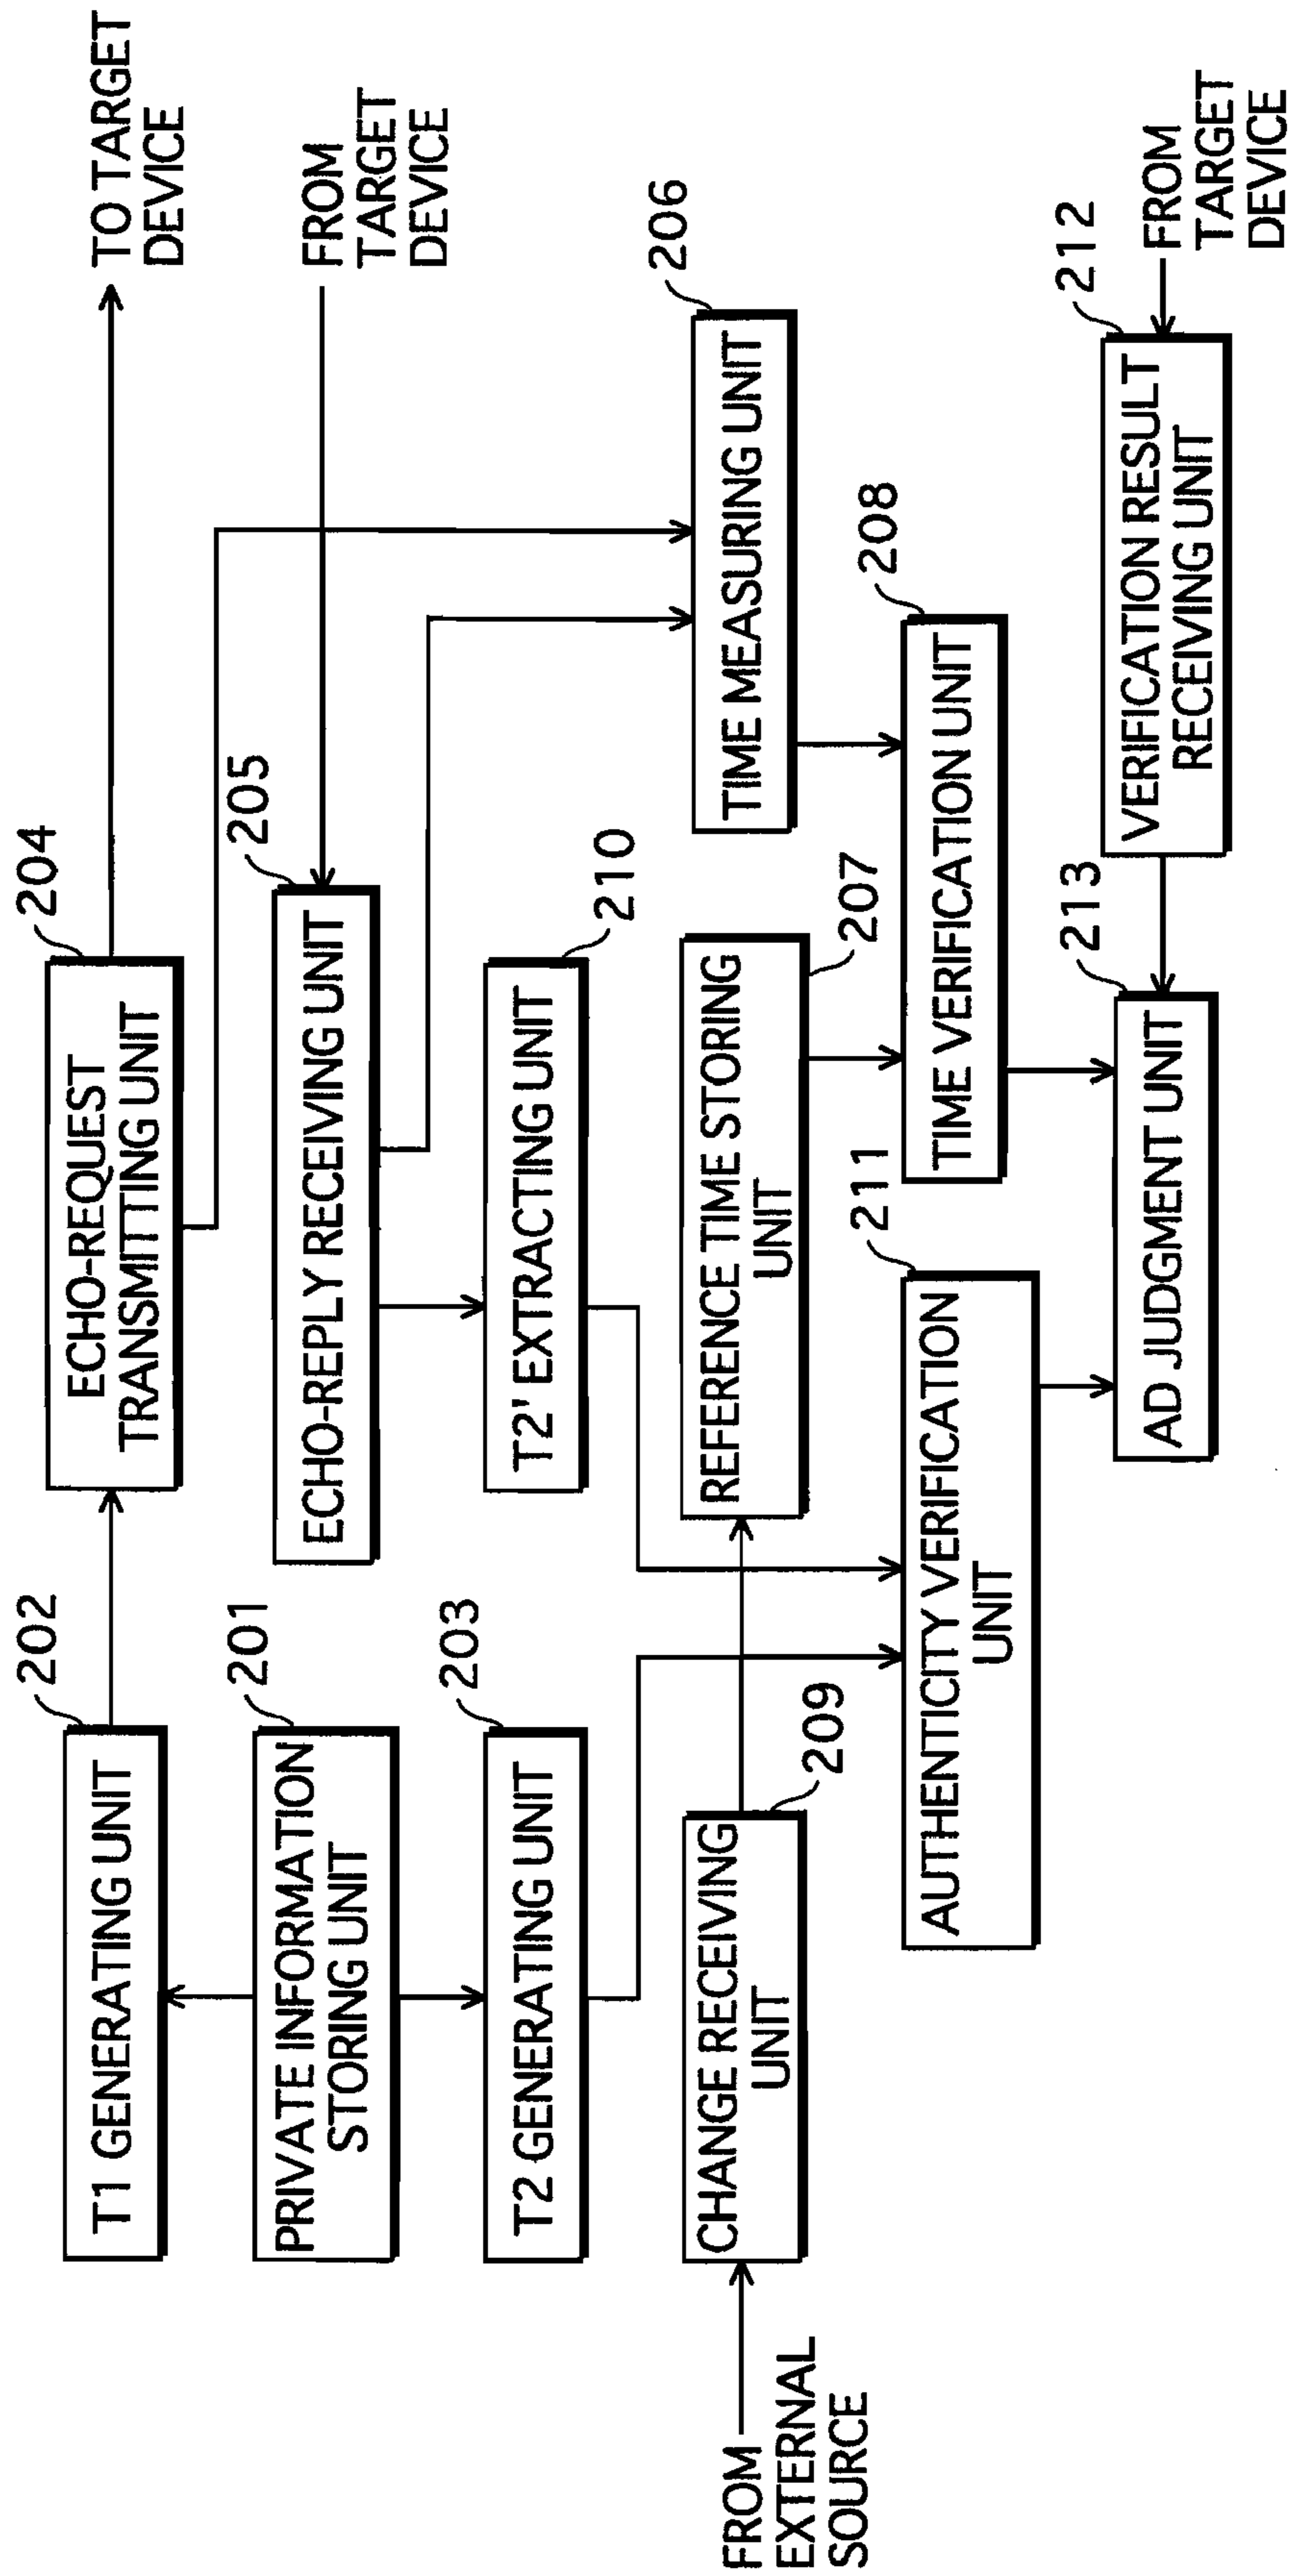 202
T1 GENERATING UNIT
204
ECHO-REQUEST
TRANSMITTING UNIT
TO TARGET
DEVICE
201
PRIVATE INFORMATION
STORING UNIT
205
ECHO-REPLY RECEIVING UNIT
FROM
TARGET
DEVICE
203
T2 GENERATING UNIT
210
T2' EXTRACTING UNIT
206
TIME MEASURING UNIT
FROM
EXTERNAL
SOURCE
CHANGE RECEIVING
UNIT
209
REFERENCE TIME STORING
UNIT
207
208
TIME VERIFICATION UNIT
211
AUTHENTICITY VERIFICATION
UNIT
213
AD JUDGMENT UNIT
212
VERIFICATION RESULT
RECEIVING UNIT
FROM
TARGET
DEVICE